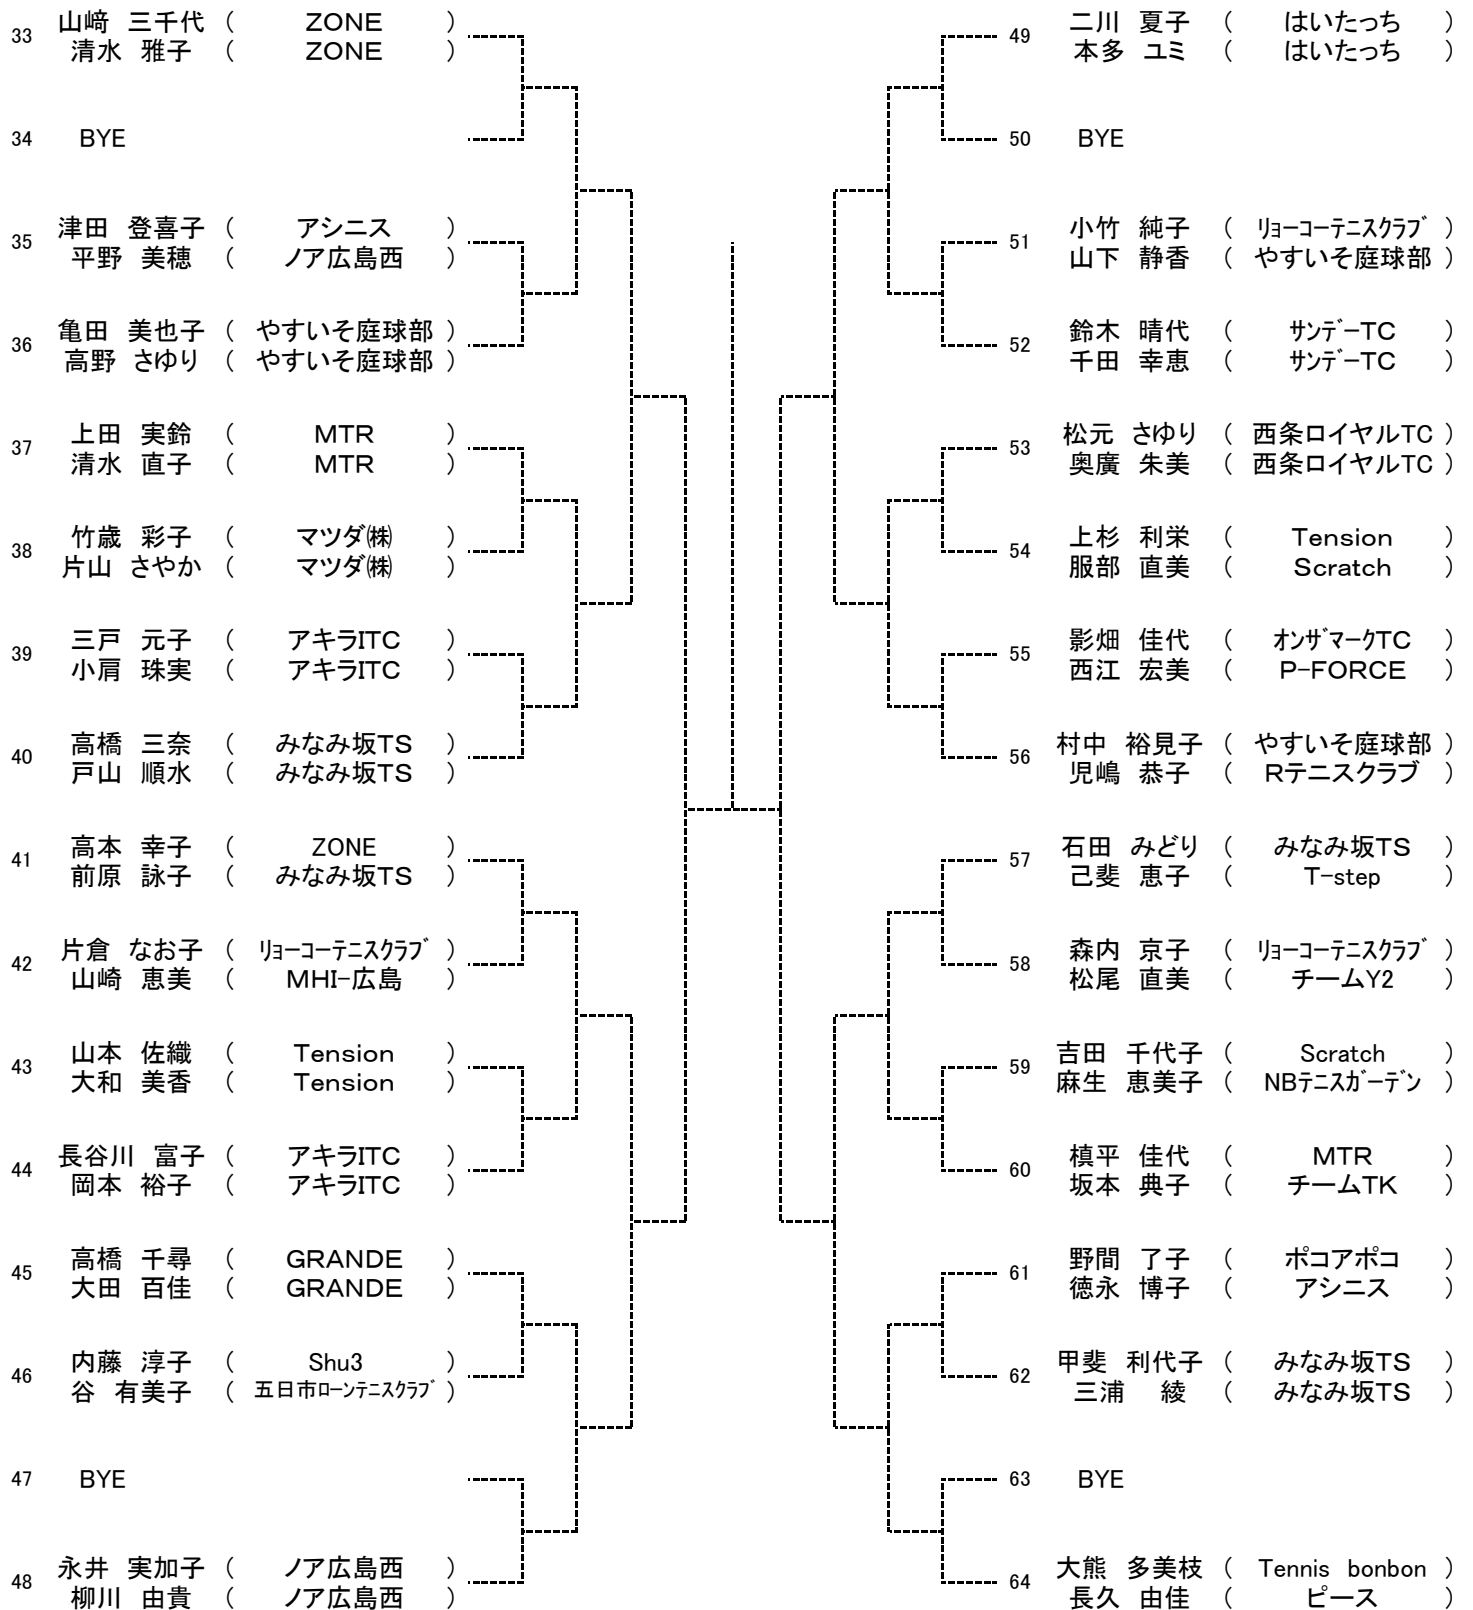 33 山﨑 三千代 ( ZONE )
清水 雅子 ( ZONE )
34 BYE
35 津田 登喜子 ( アシニス )
平野 美穂 ( ノア広島西 )
36 亀田 美也子 ( やすいそ庭球部 )
高野 さゆり ( やすいそ庭球部 )
37 上田 実鈴 ( MTR )
清水 直子 ( MTR )
38 竹歳 彩子 ( マツダ㈱ )
片山 さやか ( マツダ㈱ )
39 三戸 元子 ( アキラITC )
小肩 珠実 ( アキラITC )
40 高橋 三奈 ( みなみ坂TS )
戸山 順水 ( みなみ坂TS )
41 高本 幸子 ( ZONE )
前原 詠子 ( みなみ坂TS )
42 片倉 なお子 ( ﾘｮｰｺｰﾃﾆｽｸﾗﾌﾞ )
山崎 恵美 ( MHI-広島 )
43 山本 佐織 ( Tension )
大和 美香 ( Tension )
44 長谷川 富子 ( アキラITC )
岡本 裕子 ( アキラITC )
45 高橋 千尋 ( GRANDE )
大田 百佳 ( GRANDE )
46 内藤 淳子 ( Shu3 )
谷 有美子 ( 五日市ﾛｰﾝﾃﾆｽｸﾗﾌﾞ )
47 BYE
48 永井 実加子 ( ノア広島西 )
柳川 由貴 ( ノア広島西 )
49 二川 夏子 ( はいたっち )
本多 ユミ ( はいたっち )
50 BYE
51 小竹 純子 ( ﾘｮｰｺｰﾃﾆｽｸﾗﾌﾞ )
山下 静香 ( やすいそ庭球部 )
52 鈴木 晴代 ( ｻﾝﾃﾞｰTC )
千田 幸恵 ( ｻﾝﾃﾞｰTC )
53 松元 さゆり ( 西条ロイヤルTC )
奥廣 朱美 ( 西条ロイヤルTC )
54 上杉 利栄 ( Tension )
服部 直美 ( Scratch )
55 影畑 佳代 ( ｵﾝｻﾞﾏｰｸTC )
西江 宏美 ( P-FORCE )
56 村中 裕見子 ( やすいそ庭球部 )
児嶋 恭子 ( Rテニスクラブ )
57 石田 みどり ( みなみ坂TS )
己斐 恵子 ( T-step )
58 森内 京子 ( ﾘｮｰｺｰﾃﾆｽｸﾗﾌﾞ )
松尾 直美 ( チームY2 )
59 吉田 千代子 ( Scratch )
麻生 恵美子 ( NBﾃﾆｽｶﾞｰﾃﾞﾝ )
60 槙平 佳代 ( MTR )
坂本 典子 ( チームTK )
61 野間 了子 ( ポコアポコ )
徳永 博子 ( アシニス )
62 甲斐 利代子 ( みなみ坂TS )
三浦 綾 ( みなみ坂TS )
63 BYE
64 大熊 多美枝 ( Tennis bonbon )
長久 由佳 ( ピース )